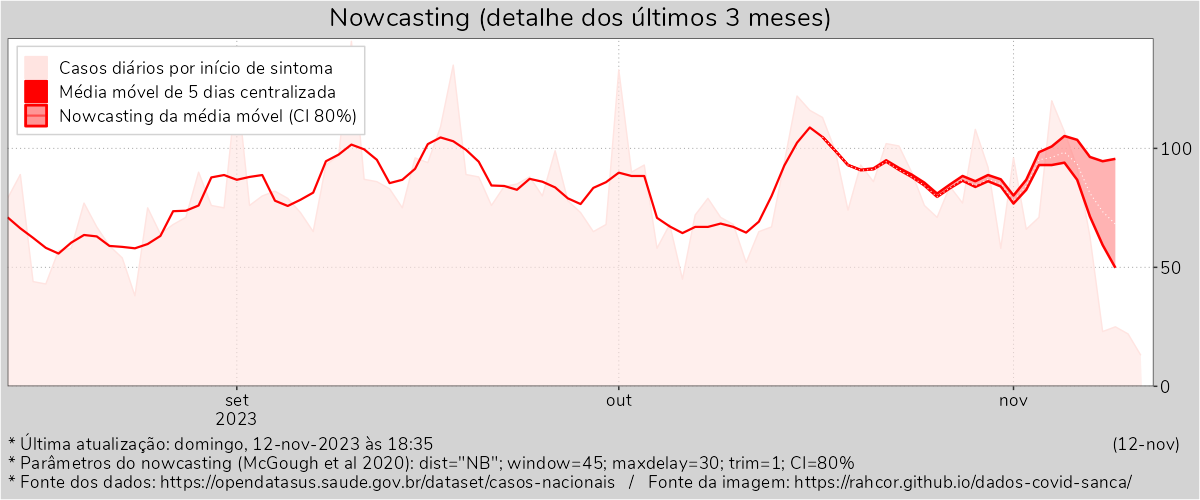 Nowcasting (detalhe dos últimos 3 meses)
Casos diários por início de sintoma
Média móvel de 5 dias centralizada
Nowcasting da média móvel (CI 80%)
100
50
0
set out nov
2023
* Última atualização: domingo, 12-nov-2023 às 18:35 (12-nov)
* Parâmetros do nowcasting (McGough et al 2020): dist="NB"; window=45; maxdelay=30; trim=1; CI=80%
* Fonte dos dados: https://opendatasus.saude.gov.br/dataset/casos-nacionais / Fonte da imagem: https://rahcor.github.io/dados-covid-sanca/